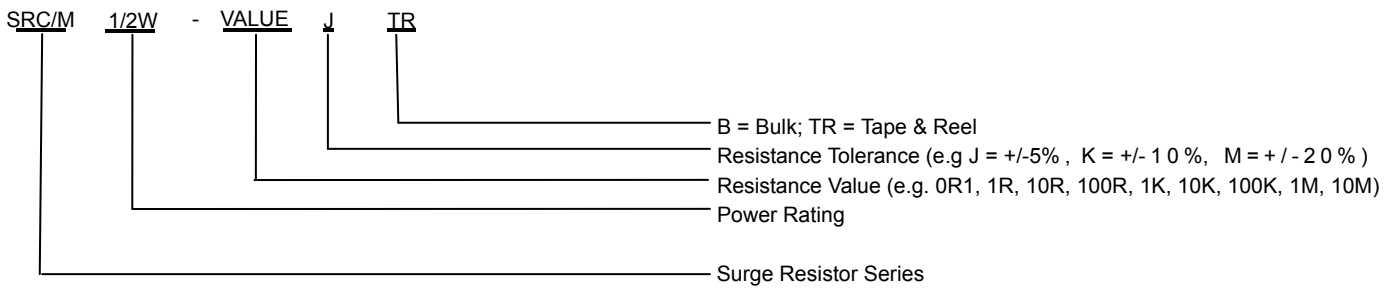 SRC/M 1/2W - VALUE J TR
B = Bulk; TR = Tape & Reel
Resistance Tolerance (e.g J = +/-5% , K = +/- 1 0 %, M = + / - 2 0 % )
Resistance Value (e.g. 0R1, 1R, 10R, 100R, 1K, 10K, 100K, 1M, 10M)
Power Rating
Surge Resistor Series